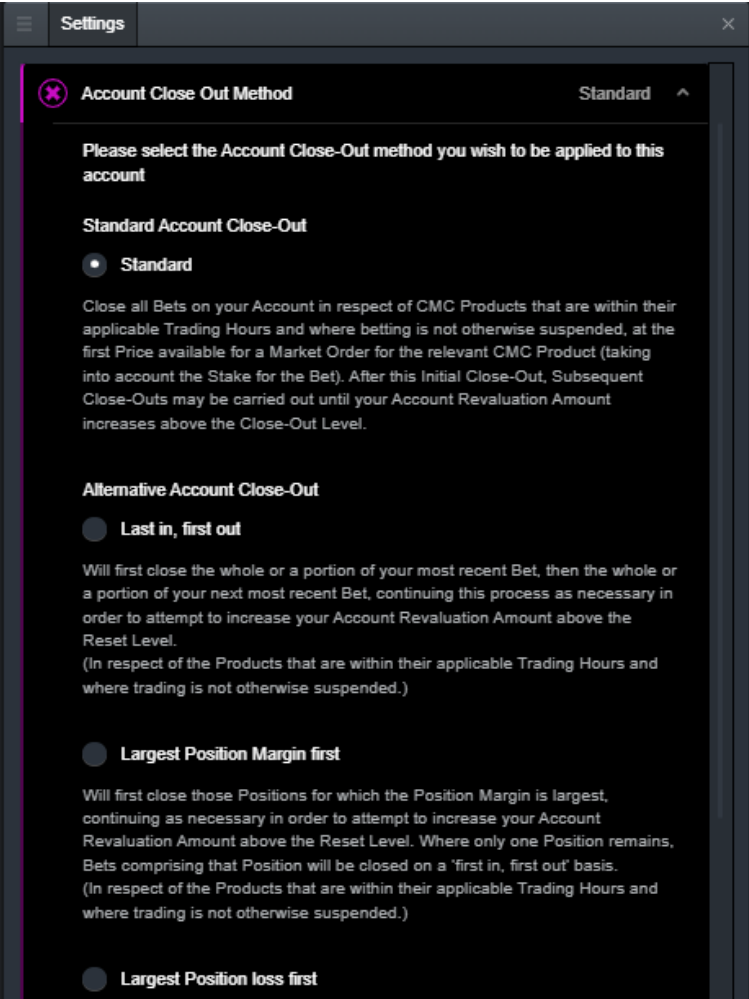 Settings
Account Close Out Method Standard
Please select the Account Close-Out method you wish to be applied to this
account
Standard Account Close-Out
Standard
Close all Bets on your Account in respect of CMC Products that are within their
applicable Trading Hours and where betting is not otherwise suspended, at the
first Price available for a Market Order for the relevant CMC Product (taking
into account the Stake for the Bet). After this Initial Close-Out, Subsequent
Close-Outs may be carried out until your Account Revaluation Amount
increases above the Close-Out Level.
Alternative Account Close-Out
Last in, first out
Will first close the whole or a portion of your most recent Bet, then the whole or
a portion of your next most recent Bet, continuing this process as necessary in
order to attempt to increase your Account Revaluation Amount above the
Reset Level.
(In respect of the Products that are within their applicable Trading Hours and
where trading is not otherwise suspended.)
Largest Position Margin first
Will first close those Positions for which the Position Margin is largest,
continuing as necessary in order to attempt to increase your Account
Revaluation Amount above the Reset Level. Where only one Position remains,
Bets comprising that Position will be closed on a 'first in, first out' basis.
(In respect of the Products that are within their applicable Trading Hours and
where trading is not otherwise suspended.)
Largest Position loss first